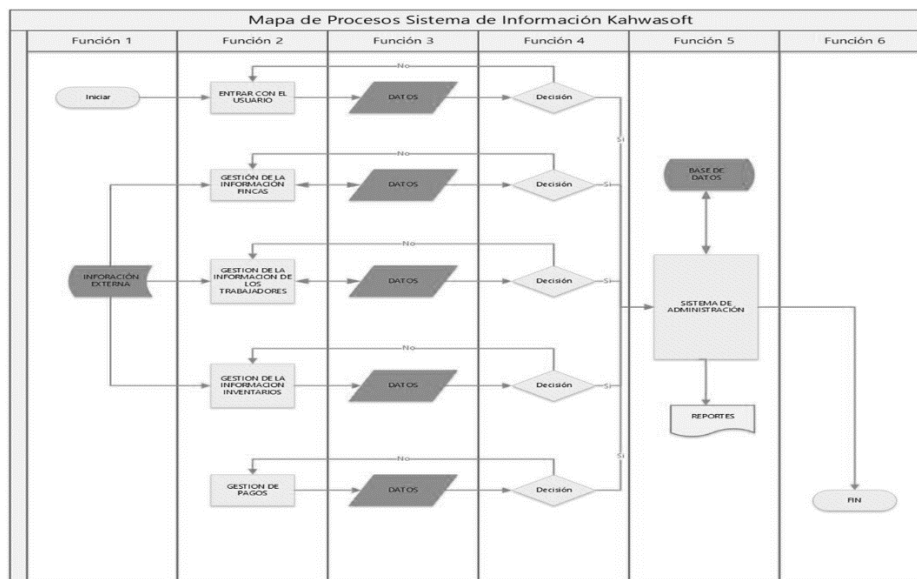 Mapa de Procesos Sistema de Información Kahwasoft
Función 1
Función 2
Función 3
Función 4
Función 5
Función 6
No
Iniciar
ENTRAR CON EL
USUARIO
DATOS
Decisión
Si
No
GESTIÓN DE LA
INFORMACIÓN
FINCAS
DATOS
Decisión
Si
BASE DE
DATOS
No
INFORACIÓN
EXTERNA
GESTION DE LA
INFORMACION DE
LOS
TRABAJADORES
DATOS
Decisión
Si
SISTEMA DE
ADMINISTRACIÓN
No
GESTION DE LA
INFORMACION
INVENTARIOS
DATOS
Decisión
Si
REPORTES
No
Si
GESTION DE
PAGOS
DATOS
Decisión
FIN